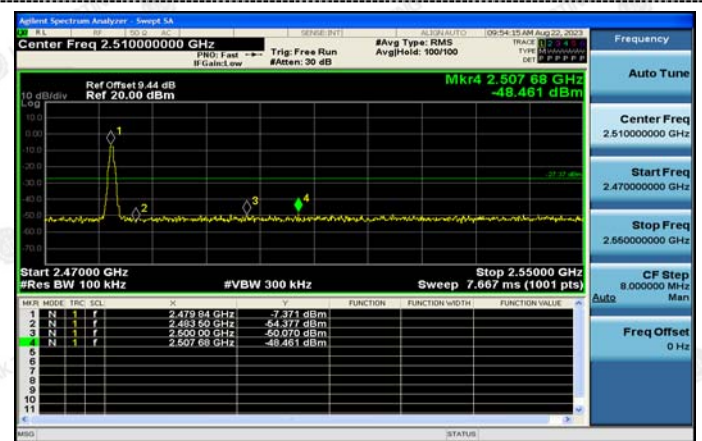 Agilent Spectrum Analyzer - Swept SA
RL RF 50 Ω AC SENSE:INT ALIGN AUTO 09:54:15 AM Aug 22, 2023
Center Freq 2.510000000 GHz
PNO: Fast
IFGain:Low
Trig: Free Run
#Atten: 30 dB
#Avg Type: RMS
Avg|Hold: 100/100
TRACE 1 2 3 4 5 6
TYPE MWWWWW
DET P P P P P P
Frequency
Ref Offset 9.44 dB
Ref 20.00 dBm
10 dB/div
Log
Mkr4 2.507 68 GHz
-48.461 dBm
10.0
0.00
-10.0
-20.0
-30.0
-40.0
-50.0
-60.0
-70.0
1
2
3
4
-27.37 dBm
Start 2.47000 GHz
#Res BW 100 kHz
#VBW 300 kHz
Stop 2.55000 GHz
Sweep 7.667 ms (1001 pts)
MKR MODE TRC SCL X Y FUNCTION FUNCTION WIDTH FUNCTION VALUE
1 N 1 f 2.479 84 GHz -7.371 dBm
2 N 1 f 2.483 50 GHz -54.377 dBm
3 N 1 f 2.500 00 GHz -50.070 dBm
4 N 1 f 2.507 68 GHz -48.461 dBm
5
6
7
8
9
10
11
MSG
STATUS
Auto Tune
Center Freq
2.510000000 GHz
Start Freq
2.470000000 GHz
Stop Freq
2.550000000 GHz
CF Step
8.000000 MHz
Auto Man
Freq Offset
0 Hz